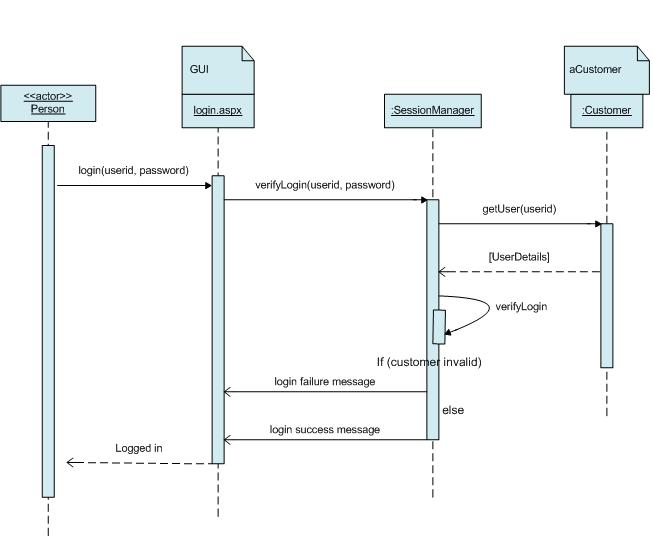 GUI
aCustomer
<<actor>>
Person
login.aspx
:SessionManager
:Customer
login(userid, password)
verifyLogin(userid, password)
getUser(userid)
[UserDetails]
verifyLogin
If (customer invalid)
login failure message
else
login success message
Logged in